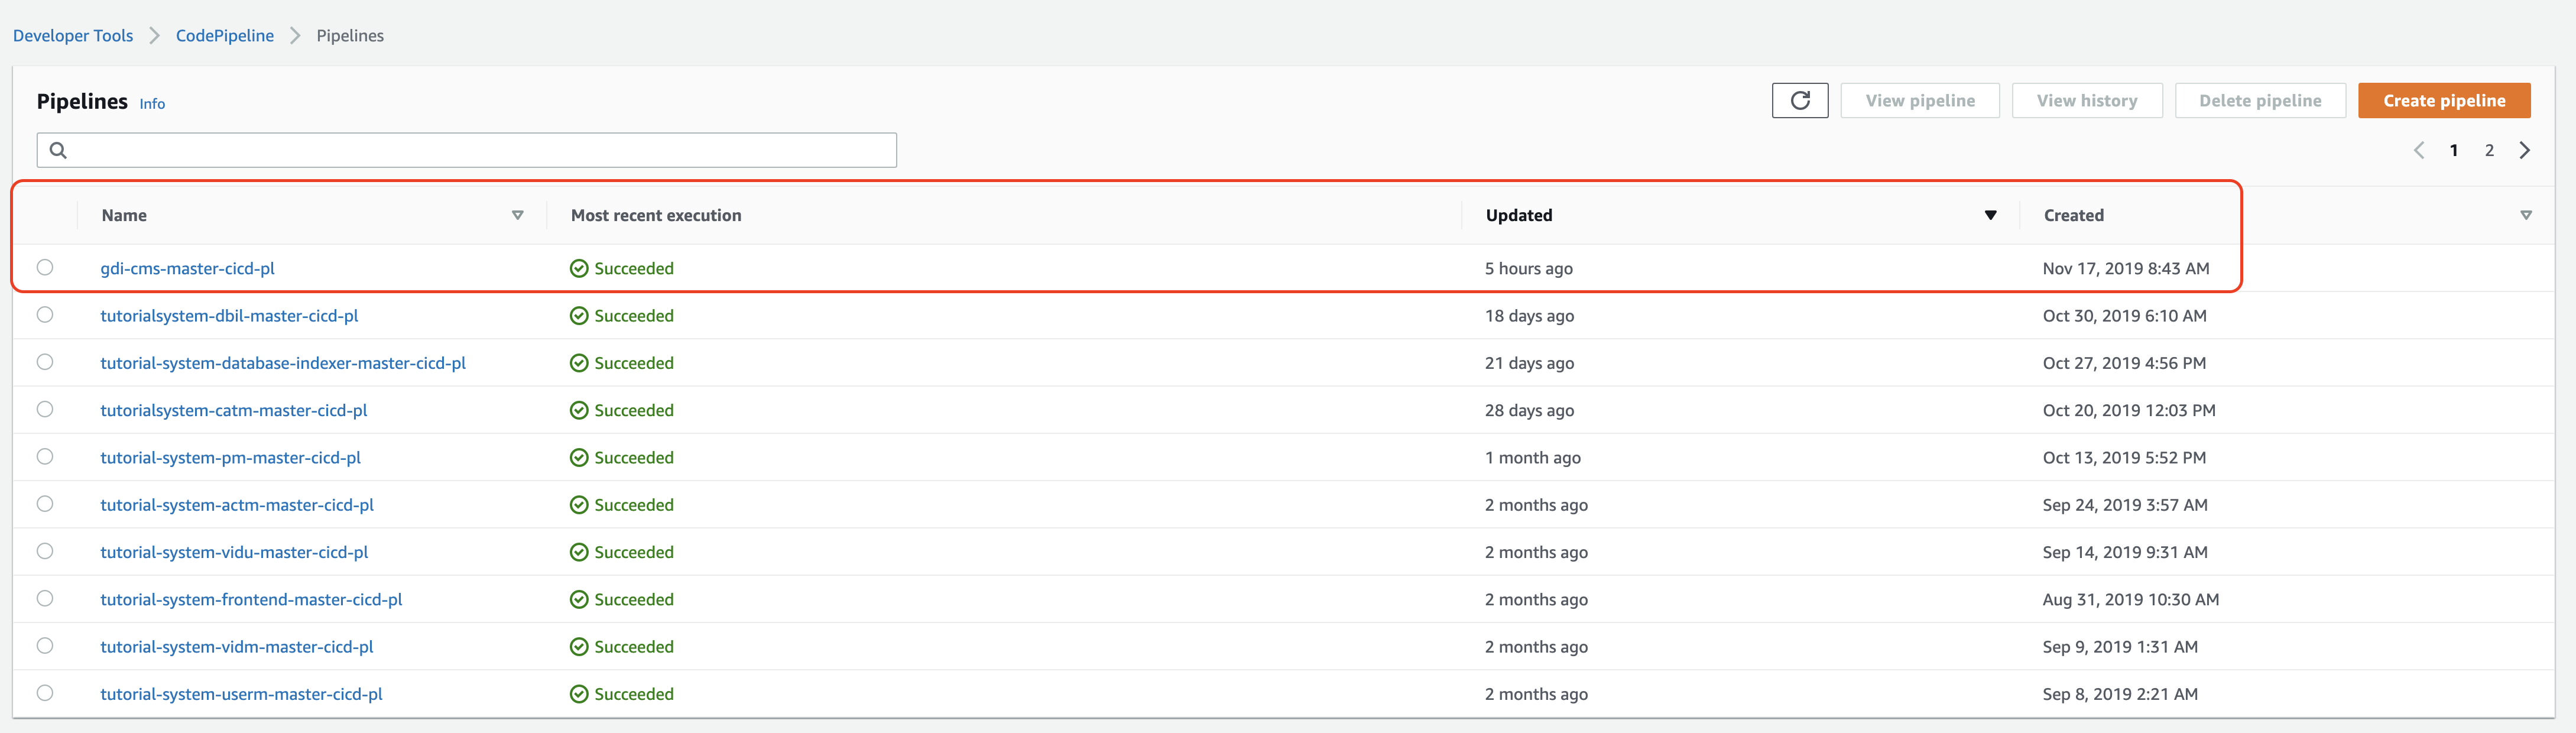 Developer Tools > CodePipeline > Pipelines
Pipelines Info
View pipeline View history Delete pipeline Create pipeline
1 2
Name Most recent execution Updated Created
gdi-cms-master-cicd-pl Succeeded 5 hours ago Nov 17, 2019 8:43 AM
tutorialsystem-dbil-master-cicd-pl Succeeded 18 days ago Oct 30, 2019 6:10 AM
tutorial-system-database-indexer-master-cicd-pl Succeeded 21 days ago Oct 27, 2019 4:56 PM
tutorialsystem-catm-master-cicd-pl Succeeded 28 days ago Oct 20, 2019 12:03 PM
tutorial-system-pm-master-cicd-pl Succeeded 1 month ago Oct 13, 2019 5:52 PM
tutorial-system-actm-master-cicd-pl Succeeded 2 months ago Sep 24, 2019 3:57 AM
tutorial-system-vidu-master-cicd-pl Succeeded 2 months ago Sep 14, 2019 9:31 AM
tutorial-system-frontend-master-cicd-pl Succeeded 2 months ago Aug 31, 2019 10:30 AM
tutorial-system-vidm-master-cicd-pl Succeeded 2 months ago Sep 9, 2019 1:31 AM
tutorial-system-userm-master-cicd-pl Succeeded 2 months ago Sep 8, 2019 2:21 AM